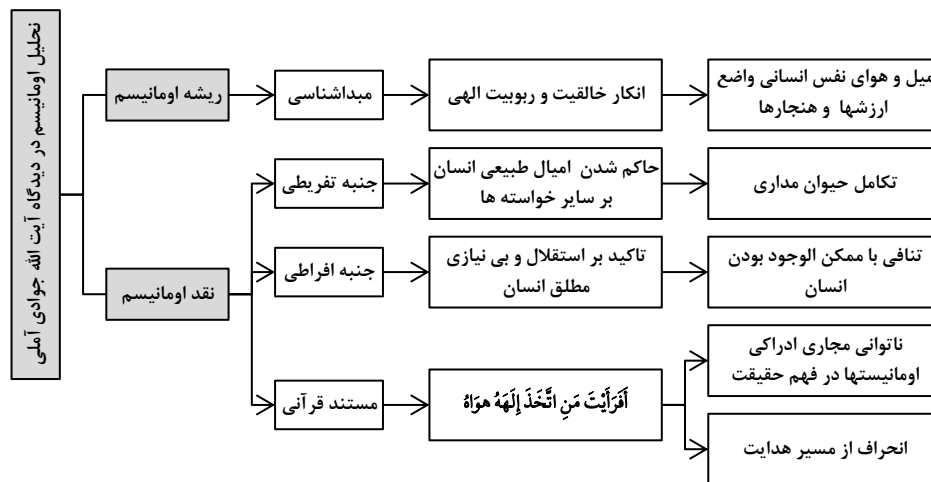 تحلیل اومانیسم در دیدگاه آیت الله جوادی آملی
ریشه اومانیسم
مبداشناسی
انکار خالقیت و ربوبیت الهی
میل و هوای نفس انسانی واضع
ارزشها و هنجارها
نقد اومانیسم
جنبه تفریطی
حاکم شدن امیال طبیعی انسان
بر سایر خواسته ها
تکامل حیوان مداری
جنبه افراطی
تاکید بر استقلال و بی نیازی
مطلق انسان
تنافی با ممکن الوجود بودن
انسان
مستند قرآنی
أَفَرَأَيْتَ مَنِ اتَّخَذَ إِلَهَهُ هوَاهُ
ناتوانی مجاری ادراکی
اومانیستها در فهم حقیقت
انحراف از مسیر هدایت